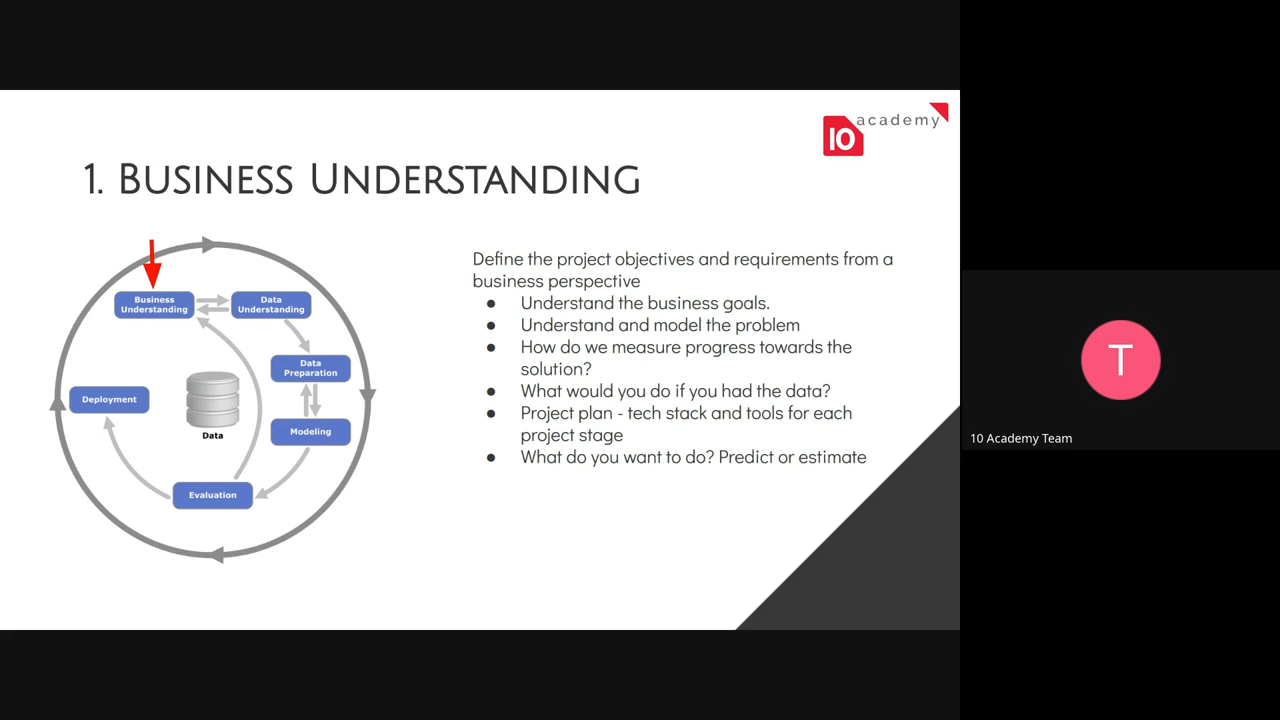 10 academy
1. BUSINESS UNDERSTANDING
Business
Understanding
Data
Understanding
Data
Preparation
Modeling
Evaluation
Deployment
Data
Define the project objectives and requirements from a
business perspective
● Understand the business goals.
● Understand and model the problem
● How do we measure progress towards the
solution?
● What would you do if you had the data?
● Project plan - tech stack and tools for each
project stage
● What do you want to do? Predict or estimate
T
10 Academy Team